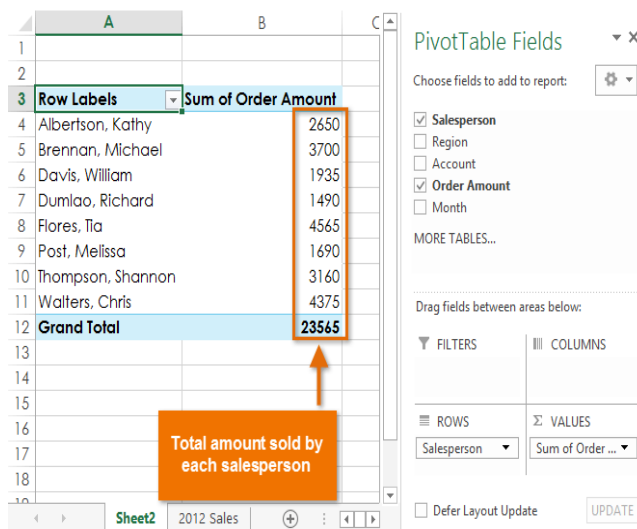 A B C
1
2
3 Row Labels Sum of Order Amount
4 Albertson, Kathy 2650
5 Brennan, Michael 3700
6 Davis, William 1935
7 Dumlao, Richard 1490
8 Flores, Tia 4565
9 Post, Melissa 1690
10 Thompson, Shannon 3160
11 Walters, Chris 4375
12 Grand Total 23565
13
14
15
16
17
18
19
Total amount sold by
each salesperson
Sheet2 2012 Sales
PivotTable Fields
Choose fields to add to report:
Salesperson
Region
Account
Order Amount
Month
MORE TABLES...
Drag fields between areas below:
FILTERS COLUMNS
ROWS Σ VALUES
Salesperson Sum of Order ...
Defer Layout Update UPDATE